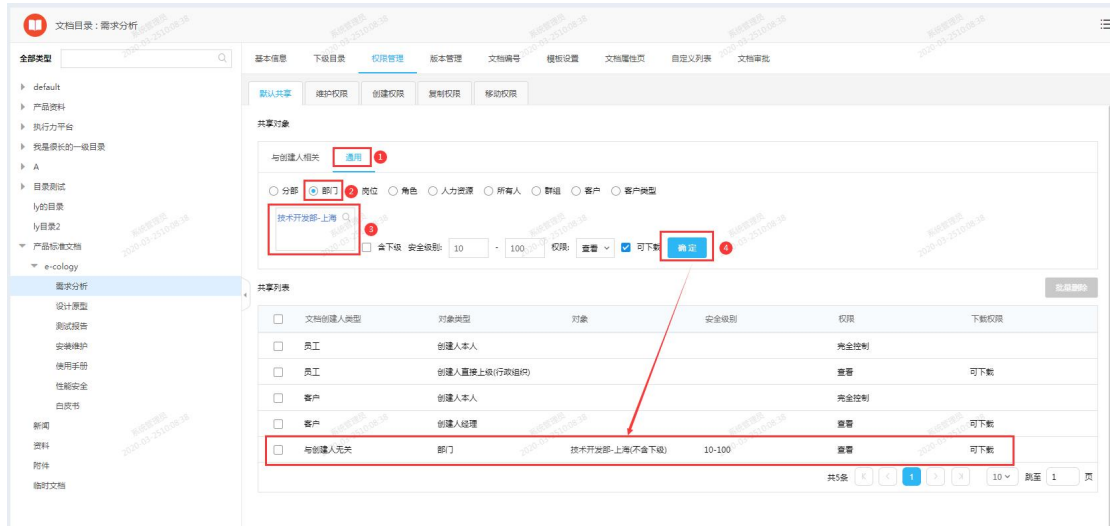 文档目录 : 需求分析
全部类型
基本信息 下级目录 权限管理 版本管理 文档编号 模板设置 文档属性页 自定义列表 文档审批
default
产品资料
执行力平台
我是很长的一级目录
A
目录测试
ly的目录
ly目录2
产品标准文档
e-cology
需求分析
设计原型
测试报告
安装维护
使用手册
性能安全
白皮书
新闻
资料
附件
临时文档
默认共享 维护权限 创建权限 复制权限 移动权限
共享对象
与创建人相关 通用 1
分部 部门 2 岗位 角色 人力资源 所有人 群组 客户 客户类型
技术开发部-上海
3
含下级 安全级别: 10 - 100 权限: 查看 可下载 确定 4
共享列表 批量删除
文档创建人类型 对象类型 对象 安全级别 权限 下载权限
员工 创建人本人 完全控制
员工 创建人直接上级(行政组织) 查看 可下载
客户 创建人本人 完全控制
客户 创建人经理 查看 可下载
与创建人无关 部门 技术开发部-上海(不含下级) 10-100 查看 可下载
共5条 1 10 跳至 1 页